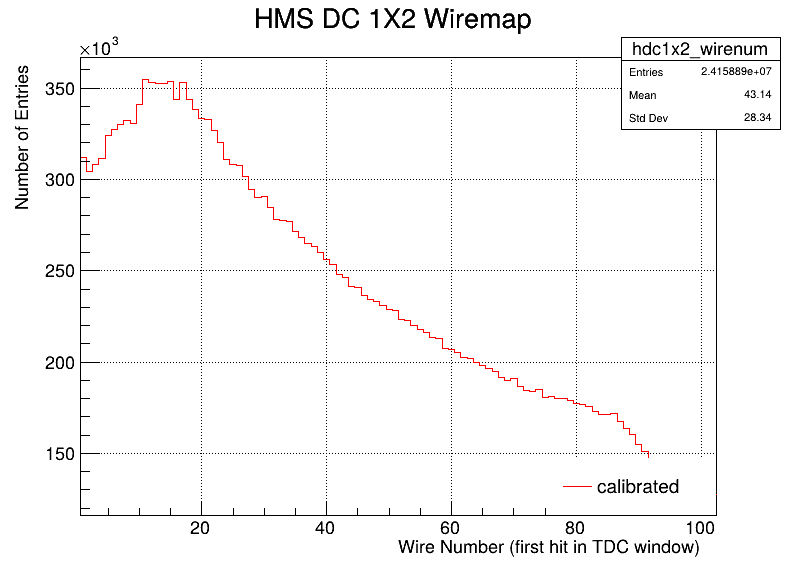 HMS DC 1X2 Wiremap
×10³
hdc1x2_wirenum
Entries 2.415889e+07
Mean 43.14
Std Dev 28.34
Number of Entries
350
300
250
200
150
calibrated
20 40 60 80 100
Wire Number (first hit in TDC window)